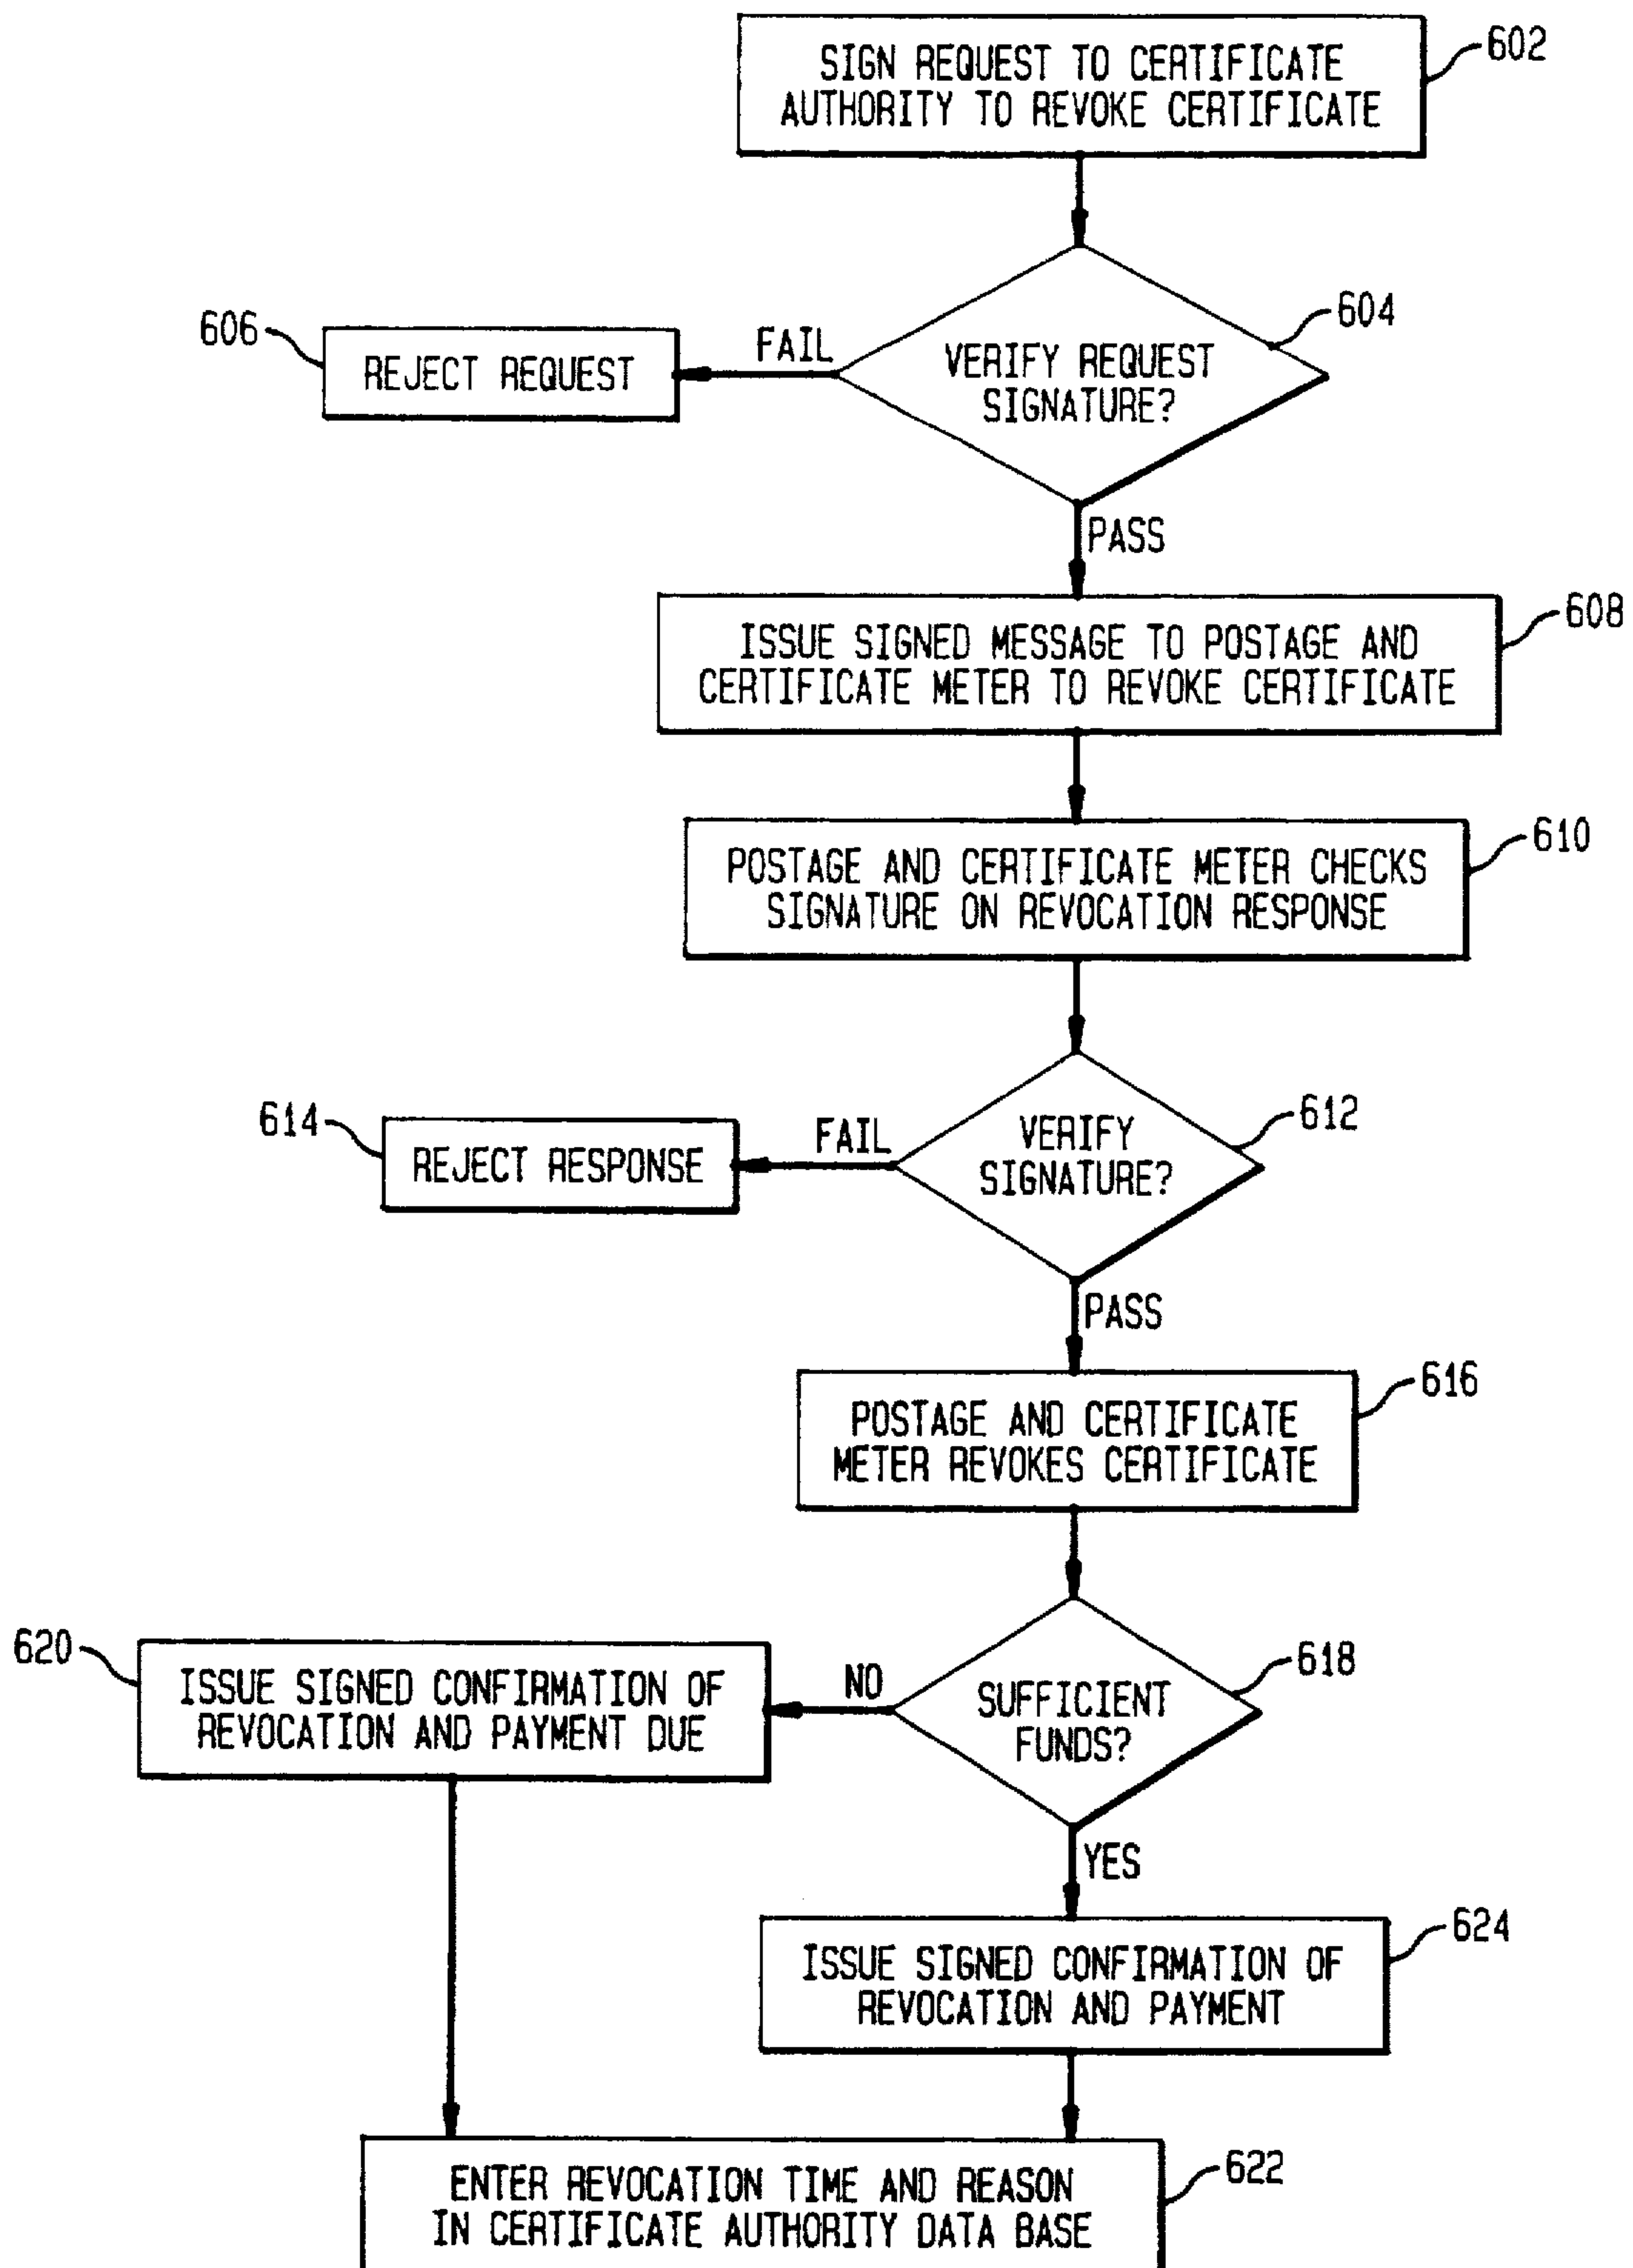 SIGN REQUEST TO CERTIFICATE
AUTHORITY TO REVOKE CERTIFICATE
602
604
606
REJECT REQUEST
FAIL
VERIFY REQUEST
SIGNATURE?
PASS
608
ISSUE SIGNED MESSAGE TO POSTAGE AND
CERTIFICATE METER TO REVOKE CERTIFICATE
610
POSTAGE AND CERTIFICATE METER CHECKS
SIGNATURE ON REVOCATION RESPONSE
612
614
REJECT RESPONSE
FAIL
VERIFY
SIGNATURE?
PASS
616
POSTAGE AND CERTIFICATE
METER REVOKES CERTIFICATE
618
620
ISSUE SIGNED CONFIRMATION OF
REVOCATION AND PAYMENT DUE
NO
SUFFICIENT
FUNDS?
YES
624
ISSUE SIGNED CONFIRMATION OF
REVOCATION AND PAYMENT
622
ENTER REVOCATION TIME AND REASON
IN CERTIFICATE AUTHORITY DATA BASE